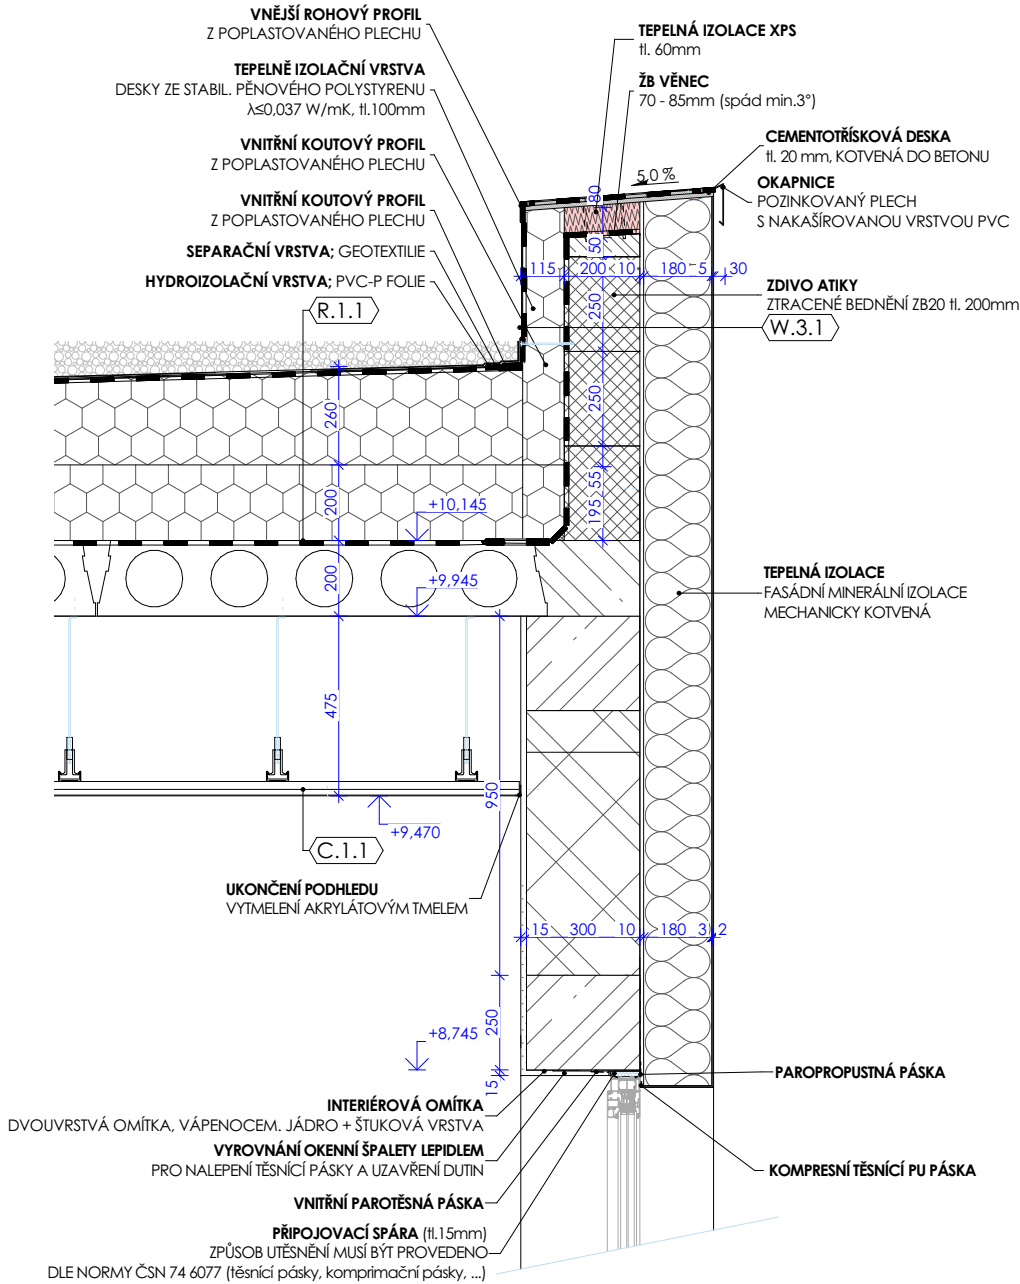 VNĚJŠÍ ROHOVÝ PROFIL
Z POPLASTOVANÉHO PLECHU
TEPELNĚ IZOLAČNÍ VRSTVA
DESKY ZE STABIL. PĚNOVÉHO POLYSTYRENU
λ≤0,037 W/mK, tl.100mm
VNITŘNÍ KOUTOVÝ PROFIL
Z POPLASTOVANÉHO PLECHU
VNITŘNÍ KOUTOVÝ PROFIL
Z POPLASTOVANÉHO PLECHU
SEPARAČNÍ VRSTVA; GEOTEXTILIE
HYDROIZOLAČNÍ VRSTVA; PVC-P FOLIE
R.1.1
TEPELNÁ IZOLACE XPS
tl. 60mm
ŽB VĚNEC
70 - 85mm (spád min.3°)
CEMENTOTŘÍSKOVÁ DESKA
tl. 20 mm, KOTVENÁ DO BETONU
OKAPNICE
POZINKOVANÝ PLECH
S NAKAŠÍROVANOU VRSTVOU PVC
5,0 %
80
50
115 200 10 180 5 30
ZDIVO ATIKY
ZTRACENÉ BEDNĚNÍ ZB20 tl. 200mm
W.3.1
250
250
55
195
260
200
+10,145
200
+9,945
TEPELNÁ IZOLACE
FASÁDNÍ MINERÁLNÍ IZOLACE
MECHANICKY KOTVENÁ
475
950
+9,470
C.1.1
UKONČENÍ PODHLEDU
VYTMELENÍ AKRYLÁTOVÝM TMELEM
15 300 10 180 3 2
250
+8,745
15
PAROPROPUSTNÁ PÁSKA
INTERIÉROVÁ OMÍTKA
DVOUVRSTVÁ OMÍTKA, VÁPENOCEM. JÁDRO + ŠTUKOVÁ VRSTVA
VYROVNÁNÍ OKENNÍ ŠPALETY LEPIDLEM
PRO NALEPENÍ TĚSNÍCÍ PÁSKY A UZAVŘENÍ DUTIN
KOMPRESNÍ TĚSNÍCÍ PU PÁSKA
VNITŘNÍ PAROTĚSNÁ PÁSKA
PŘIPOJOVACÍ SPÁRA (tl.15mm)
ZPŮSOB UTĚSNĚNÍ MUSÍ BÝT PROVEDENO
DLE NORMY ČSN 74 6077 (těsnící pásky, komprimační pásky, ...)